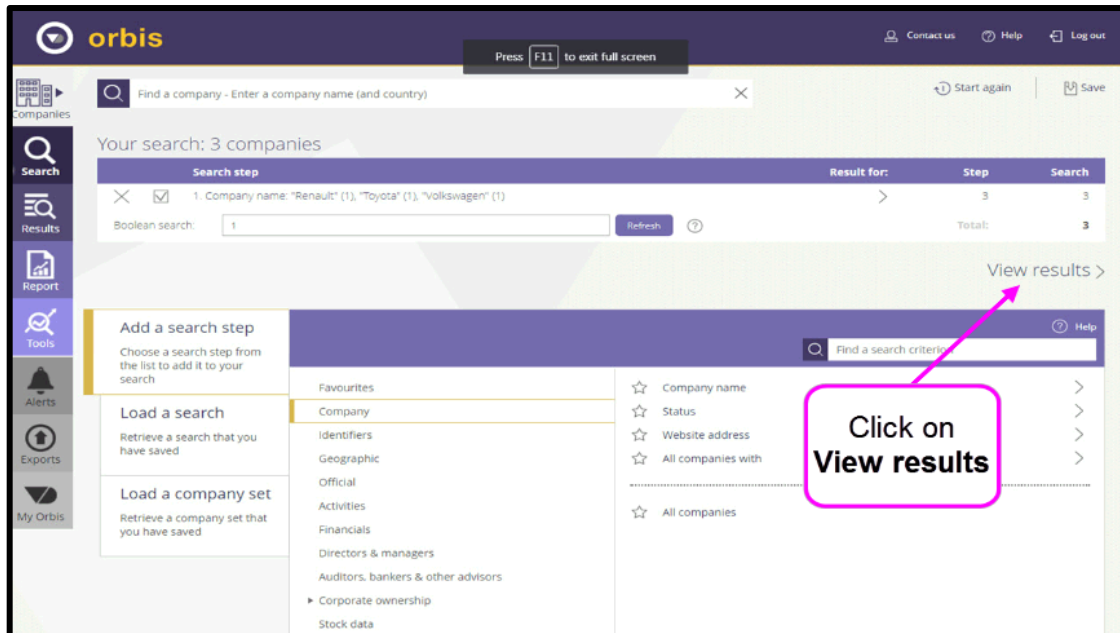 orbis
Contact us
Help
Log out
Press F11 to exit full screen
Companies
Find a company - Enter a company name (and country)
Start again
Save
Your search: 3 companies
Search
Search step
Result for:
Step
Search
1. Company name: "Renault" (1), "Toyota" (1), "Volkswagen" (1)
3
3
Results
Boolean search:
1
Refresh
Total:
3
View results
Report
Add a search step
Choose a search step from
the list to add it to your
search
Help
Find a search criterion
Tools
Alerts
Load a search
Retrieve a search that you
have saved
Exports
Load a company set
Retrieve a company set that
you have saved
My Orbis
Favourites
Company
Identifiers
Geographic
Official
Activities
Financials
Directors & managers
Auditors, bankers & other advisors
Corporate ownership
Stock data
Company name
Status
Website address
All companies with
All companies
Click on
View results